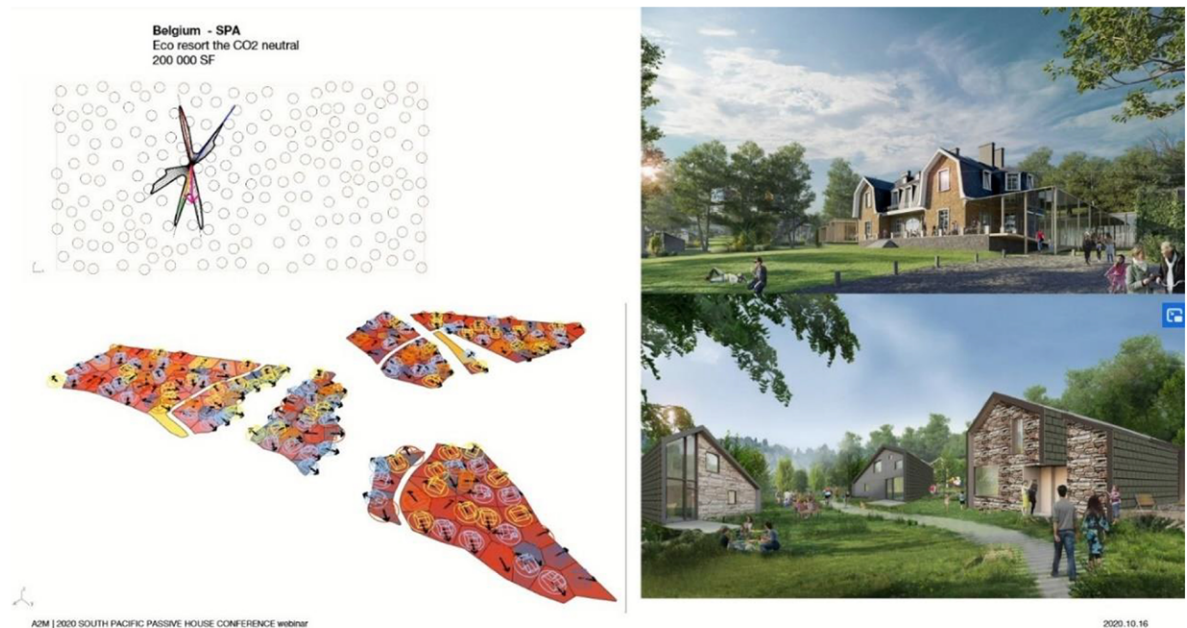 Belgium - SPA
Eco resort the CO2 neutral
200 000 SF
A2M | 2020 SOUTH PACIFIC PASSIVE HOUSE CONFERENCE webinar
2020.10.16